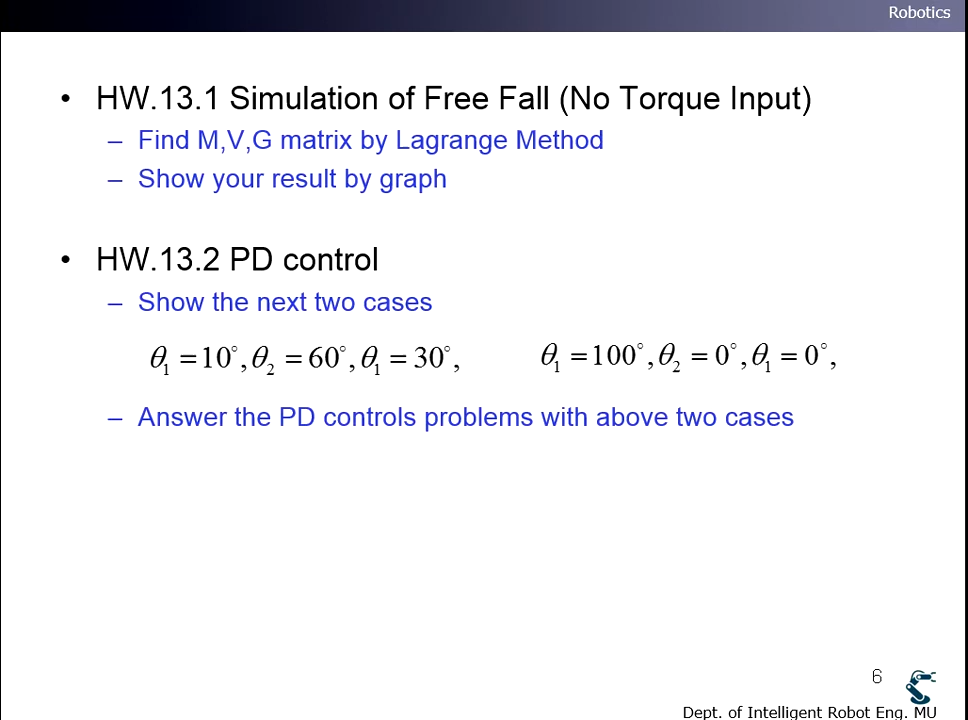 Robotics
• HW.13.1 Simulation of Free Fall (No Torque Input)
– Find M,V,G matrix by Lagrange Method
– Show your result by graph
• HW.13.2 PD control
– Show the next two cases
θ₁ = 10°, θ₂ = 60°, θ₁ = 30°,
θ₁ = 100°, θ₂ = 0°, θ₁ = 0°,
– Answer the PD controls problems with above two cases
6
Dept. of Intelligent Robot Eng. MU